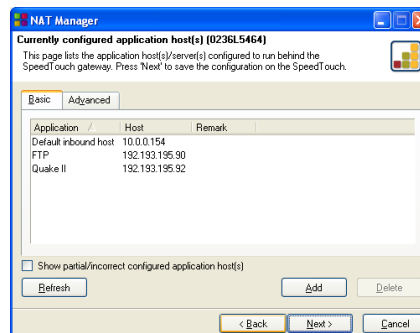 NAT Manager
Currently configured application host(s) (0236L5464)
This page lists the application host(s)/server(s) configured to run behind the
SpeedTouch gateway. Press 'Next' to save the configuration on the SpeedTouch.
Basic Advanced
Application Host Remark
Default inbound host 10.0.0.154
FTP 192.193.195.90
Quake II 192.193.195.92
Show partial/incorrect configured application host(s)
Refresh Add Delete
< Back Next > Cancel